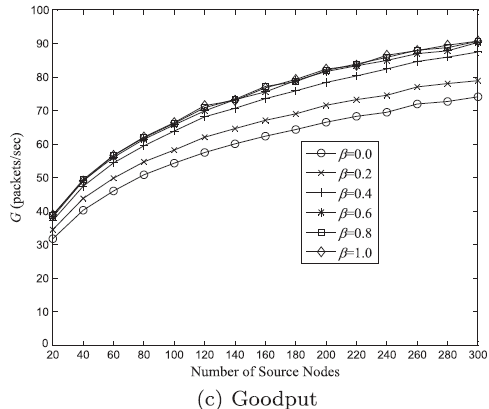 100
90
80
70
60
50
40
30
20
10
0
G (packets/sec)
β=0.0
β=0.2
β=0.4
β=0.6
β=0.8
β=1.0
20 40 60 80 100 120 140 160 180 200 220 240 260 280 300
Number of Source Nodes
(c) Goodput